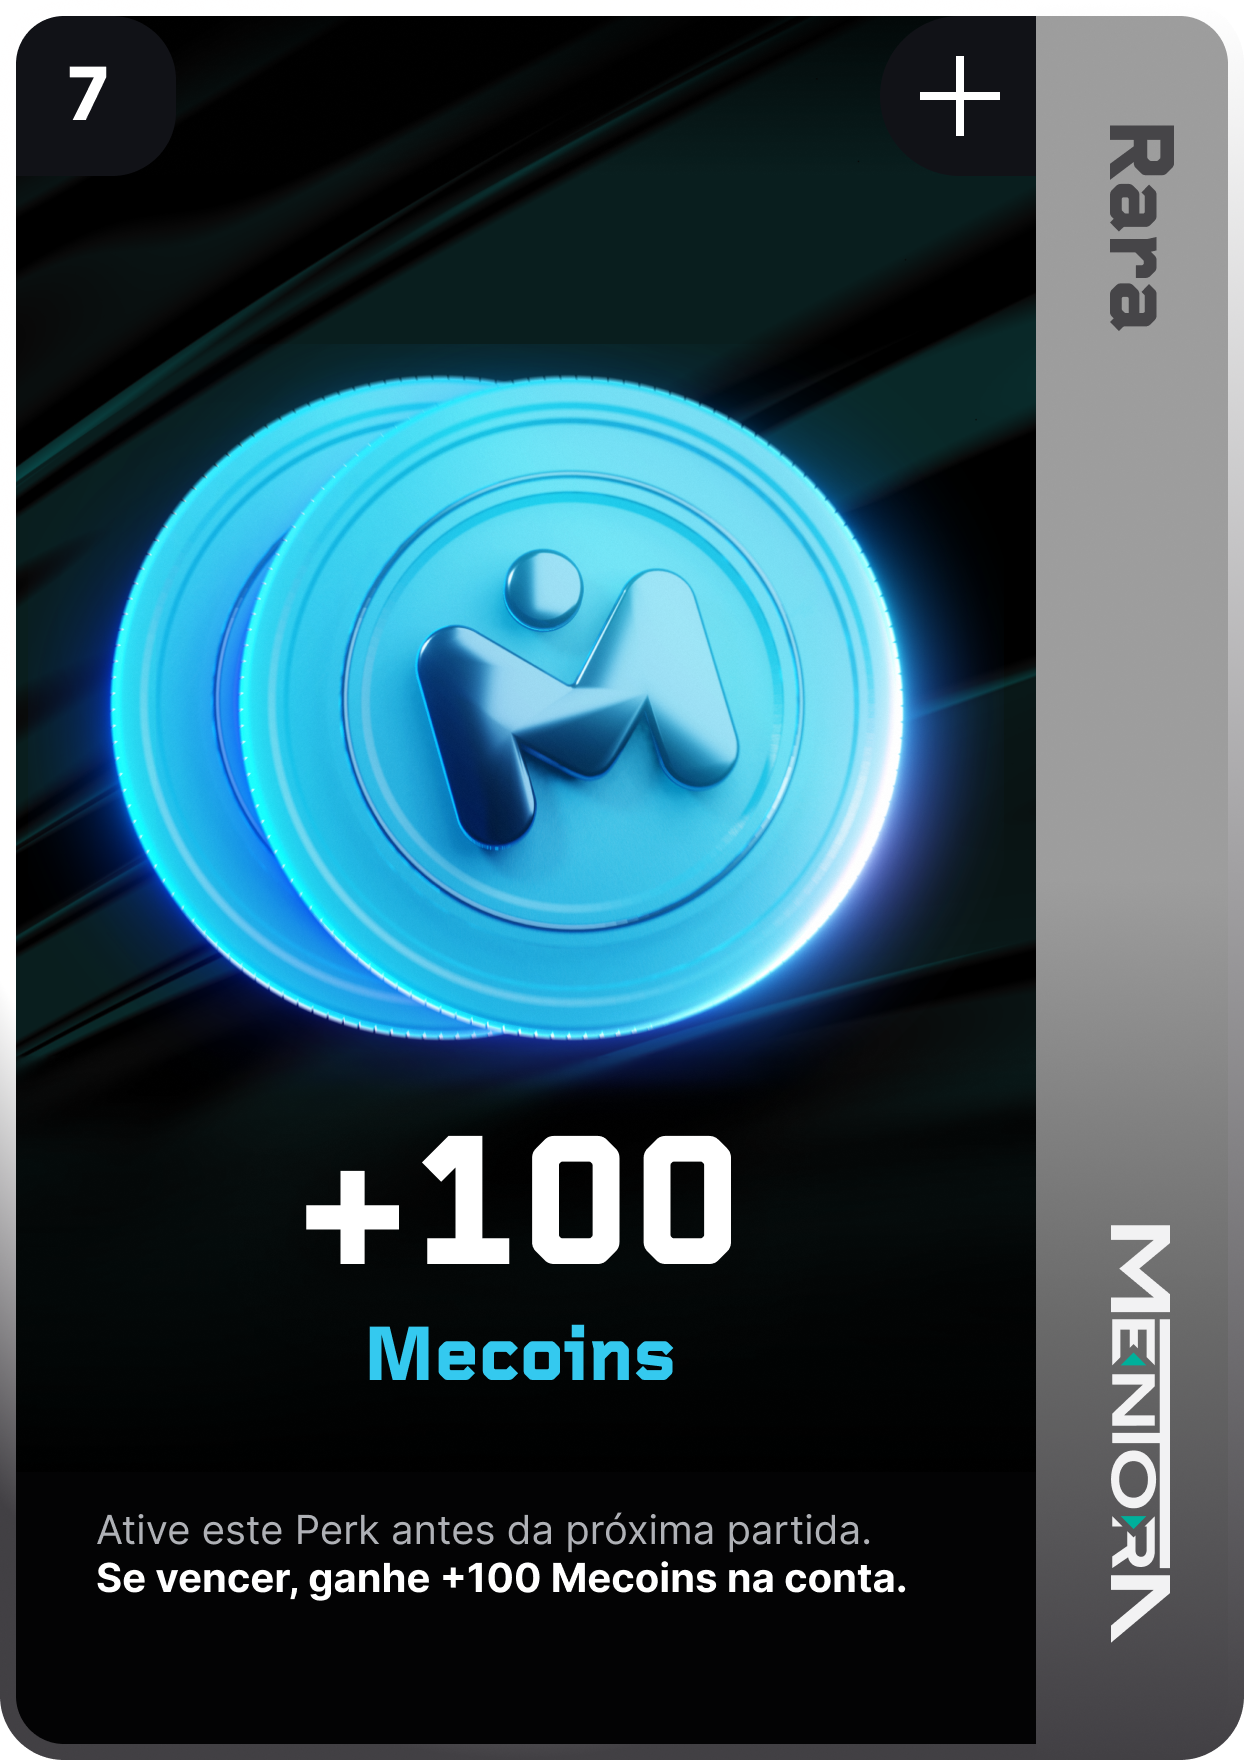 7
Rara
+100
Mecoins
Ative este Perk antes da próxima partida.
Se vencer, ganhe +100 Mecoins na conta.
MENTORA